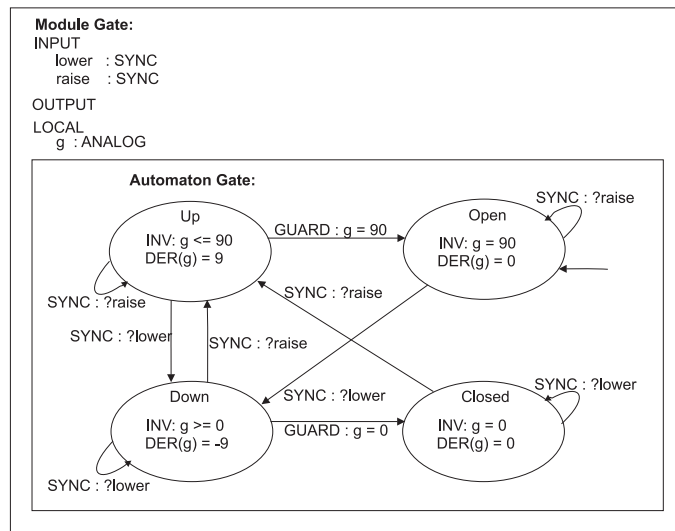 Module Gate:
INPUT
lower : SYNC
raise : SYNC
OUTPUT
LOCAL
g : ANALOG
Automaton Gate:
Up
INV: g <= 90
DER(g) = 9
GUARD : g = 90
Open
INV: g = 90
DER(g) = 0
SYNC : ?raise
SYNC : ?raise
SYNC : ?raise
SYNC : ?lower
SYNC : ?raise
Down
INV: g >= 0
DER(g) = -9
SYNC : ?lower
GUARD : g = 0
Closed
INV: g = 0
DER(g) = 0
SYNC : ?lower
SYNC : ?lower